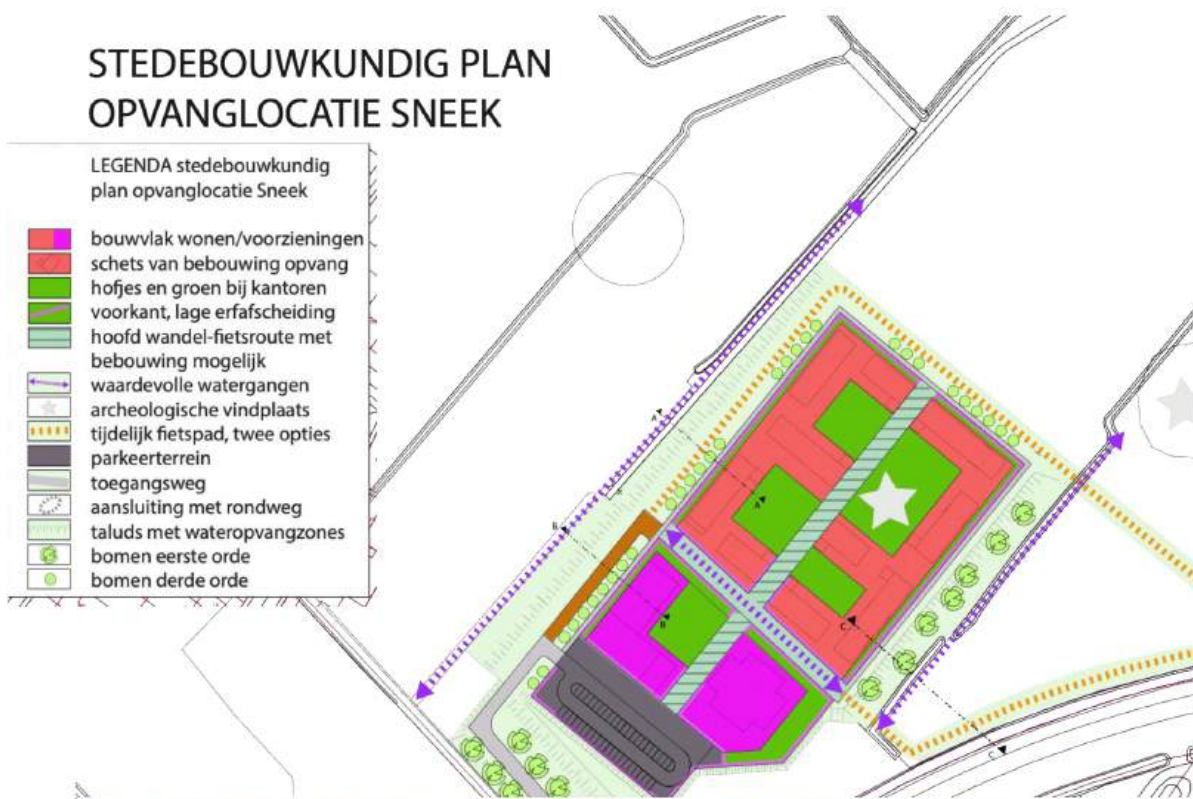 STEDEBOUWKUNDIG PLAN
OPVANGLOCATIE SNEEK
LEGENDA stedebouwkundig
plan opvanglocatie Sneek
bouwvlak wonen/voorzieningen
schets van bebouwing opvang
hofjes en groen bij kantoren
voorkant, lage erfafscheiding
hoofd wandel-fietsroute met
bebouwing mogelijk
waardevolle watergangen
archeologische vindplaats
tijdelijk fietspad, twee opties
parkeerterrein
toegangsweg
aansluiting met rondweg
taluds met wateropvangzones
bomen eerste orde
bomen derde orde
A
A
B
B
C
C